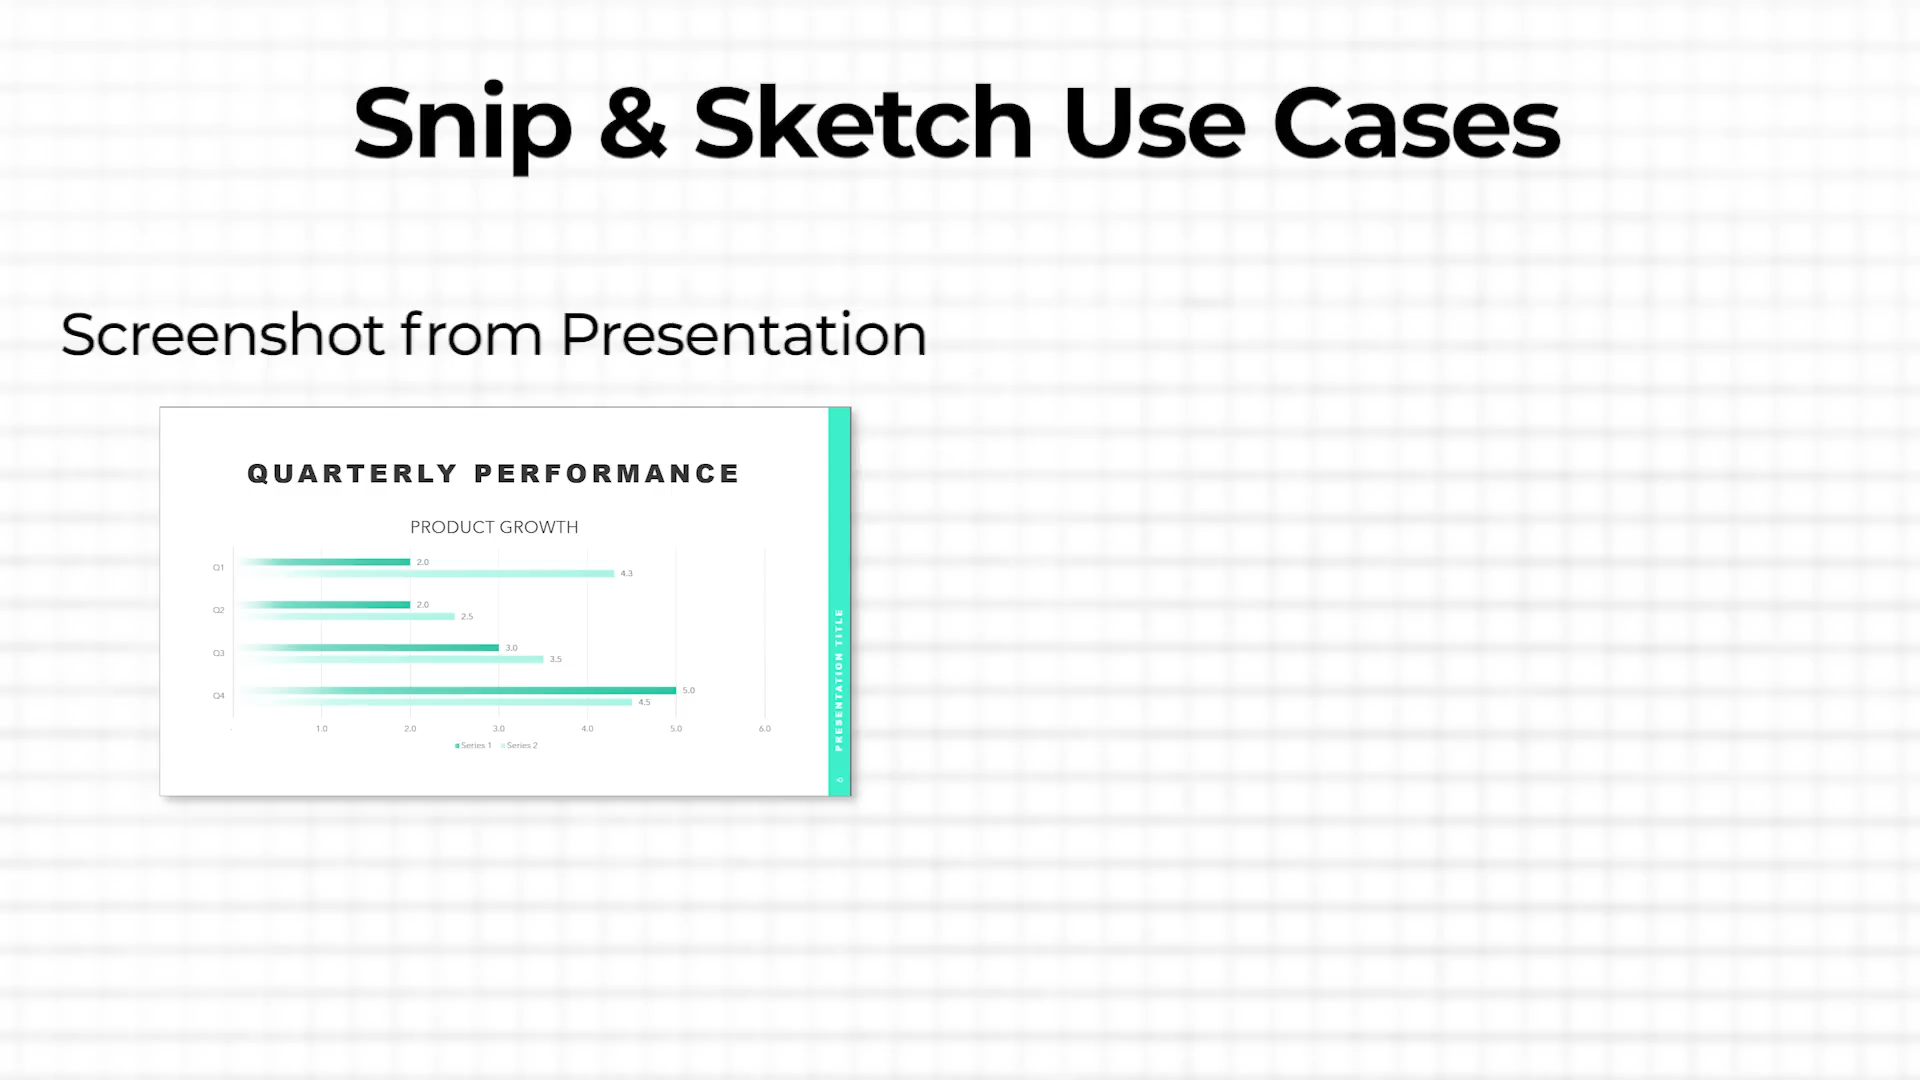 Snip & Sketch Use Cases
Screenshot from Presentation
QUARTERLY PERFORMANCE
PRODUCT GROWTH
Q1
2.0
4.3
Q2
2.0
2.5
Q3
3.0
3.5
Q4
5.0
4.5
- 1.0 2.0 3.0 4.0 5.0 6.0
Series 1 Series 2
PRESENTATION TITLE
6